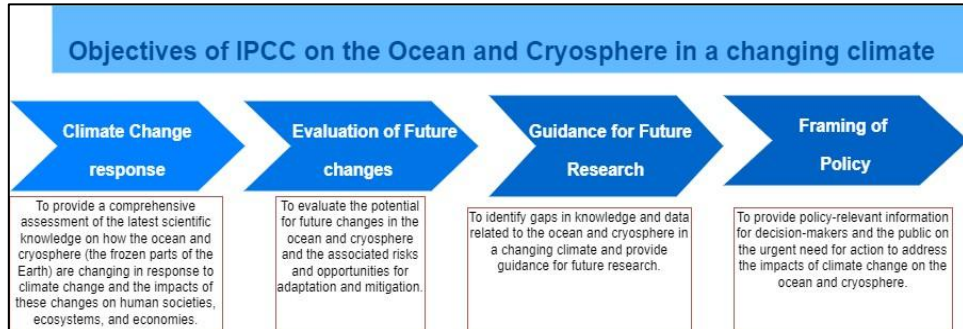 Objectives of IPCC on the Ocean and Cryosphere in a changing climate
Climate Change
response
To provide a comprehensive
assessment of the latest scientific
knowledge on how the ocean and
cryosphere (the frozen parts of the
Earth) are changing in response to
climate change and the impacts of
these changes on human societies,
ecosystems, and economies.
Evaluation of Future
changes
To evaluate the potential
for future changes in the
ocean and cryosphere
and the associated risks
and opportunities for
adaptation and mitigation.
Guidance for Future
Research
To identify gaps in knowledge and data
related to the ocean and cryosphere in
a changing climate and provide
guidance for future research.
Framing of
Policy
To provide policy-relevant information
for decision-makers and the public on
the urgent need for action to address
the impacts of climate change on the
ocean and cryosphere.